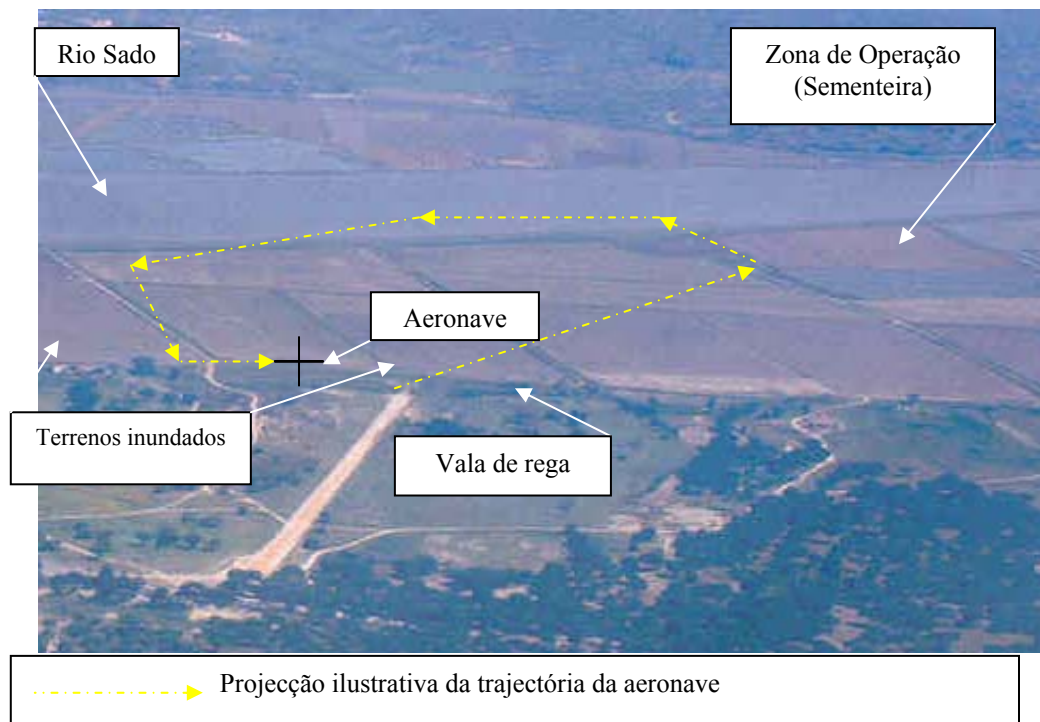 Rio Sado
Zona de Operação
(Sementeira)
Aeronave
Terrenos inundados
Vala de rega
Projecção ilustrativa da trajectória da aeronave